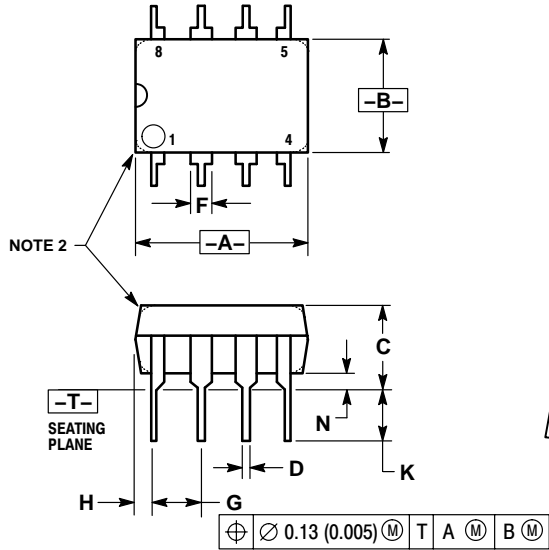 8 5
–B–
1 4
F
–A–
NOTE 2
C
–T–
SEATING
PLANE
N
D
K
H G
⌖ ∅ 0.13 (0.005) Ⓜ T A Ⓜ B Ⓜ